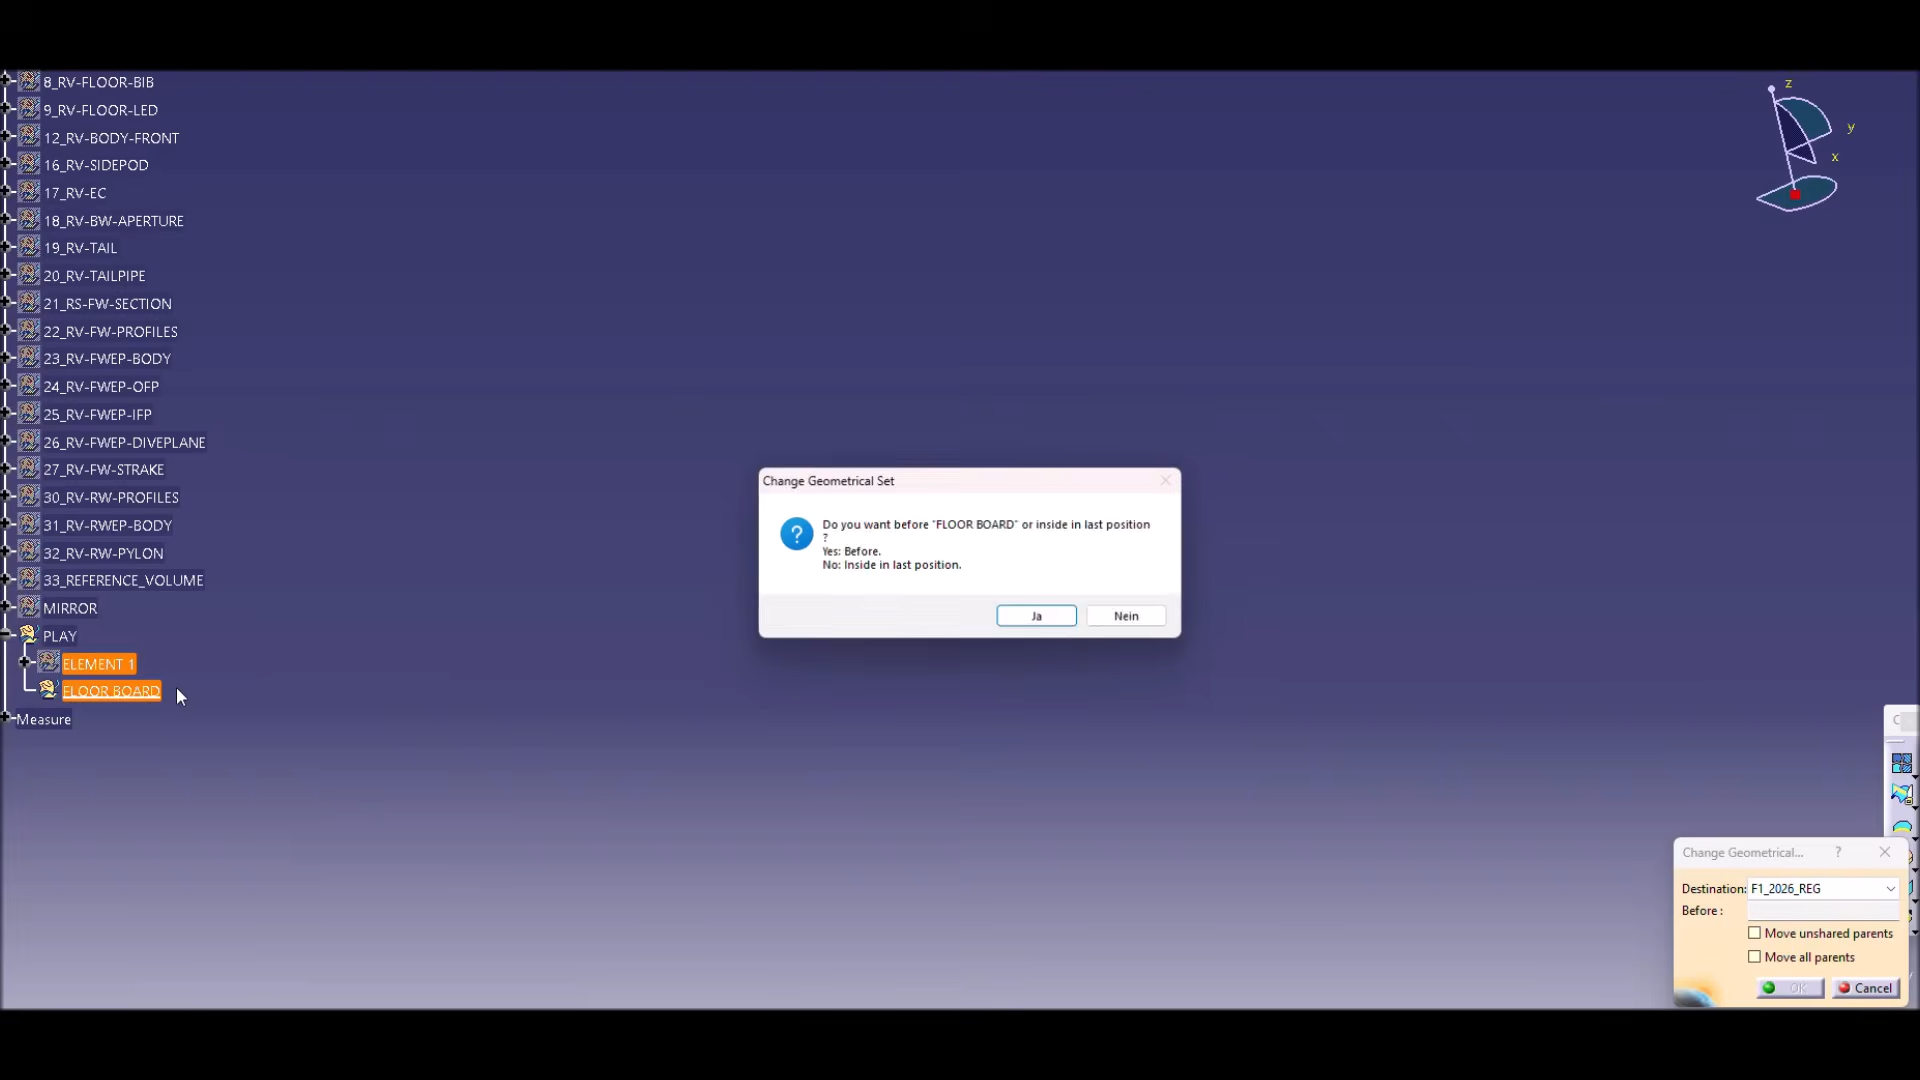 8_RV-FLOOR-BIB
9_RV-FLOOR-LED
12_RV-BODY-FRONT
16_RV-SIDEPOD
17_RV-EC
18_RV-BW-APERTURE
19_RV-TAIL
20_RV-TAILPIPE
21_RS-FW-SECTION
22_RV-FW-PROFILES
23_RV-FWEP-BODY
24_RV-FWEP-OFP
25_RV-FWEP-IFP
26_RV-FWEP-DIVEPLANE
27_RV-FW-STRAKE
30_RV-RW-PROFILES
31_RV-RWEP-BODY
32_RV-RW-PYLON
33_REFERENCE_VOLUME
MIRROR
PLAY
ELEMENT 1
FLOOR BOARD
Measure
z
y
x
Change Geometrical Set
Do you want before "FLOOR BOARD" or inside in last position
?
Yes: Before.
No: Inside in last position.
Ja Nein
C
Change Geometrical... ?
Destination: F1_2026_REG
Before :
Move unshared parents
Move all parents
OK Cancel